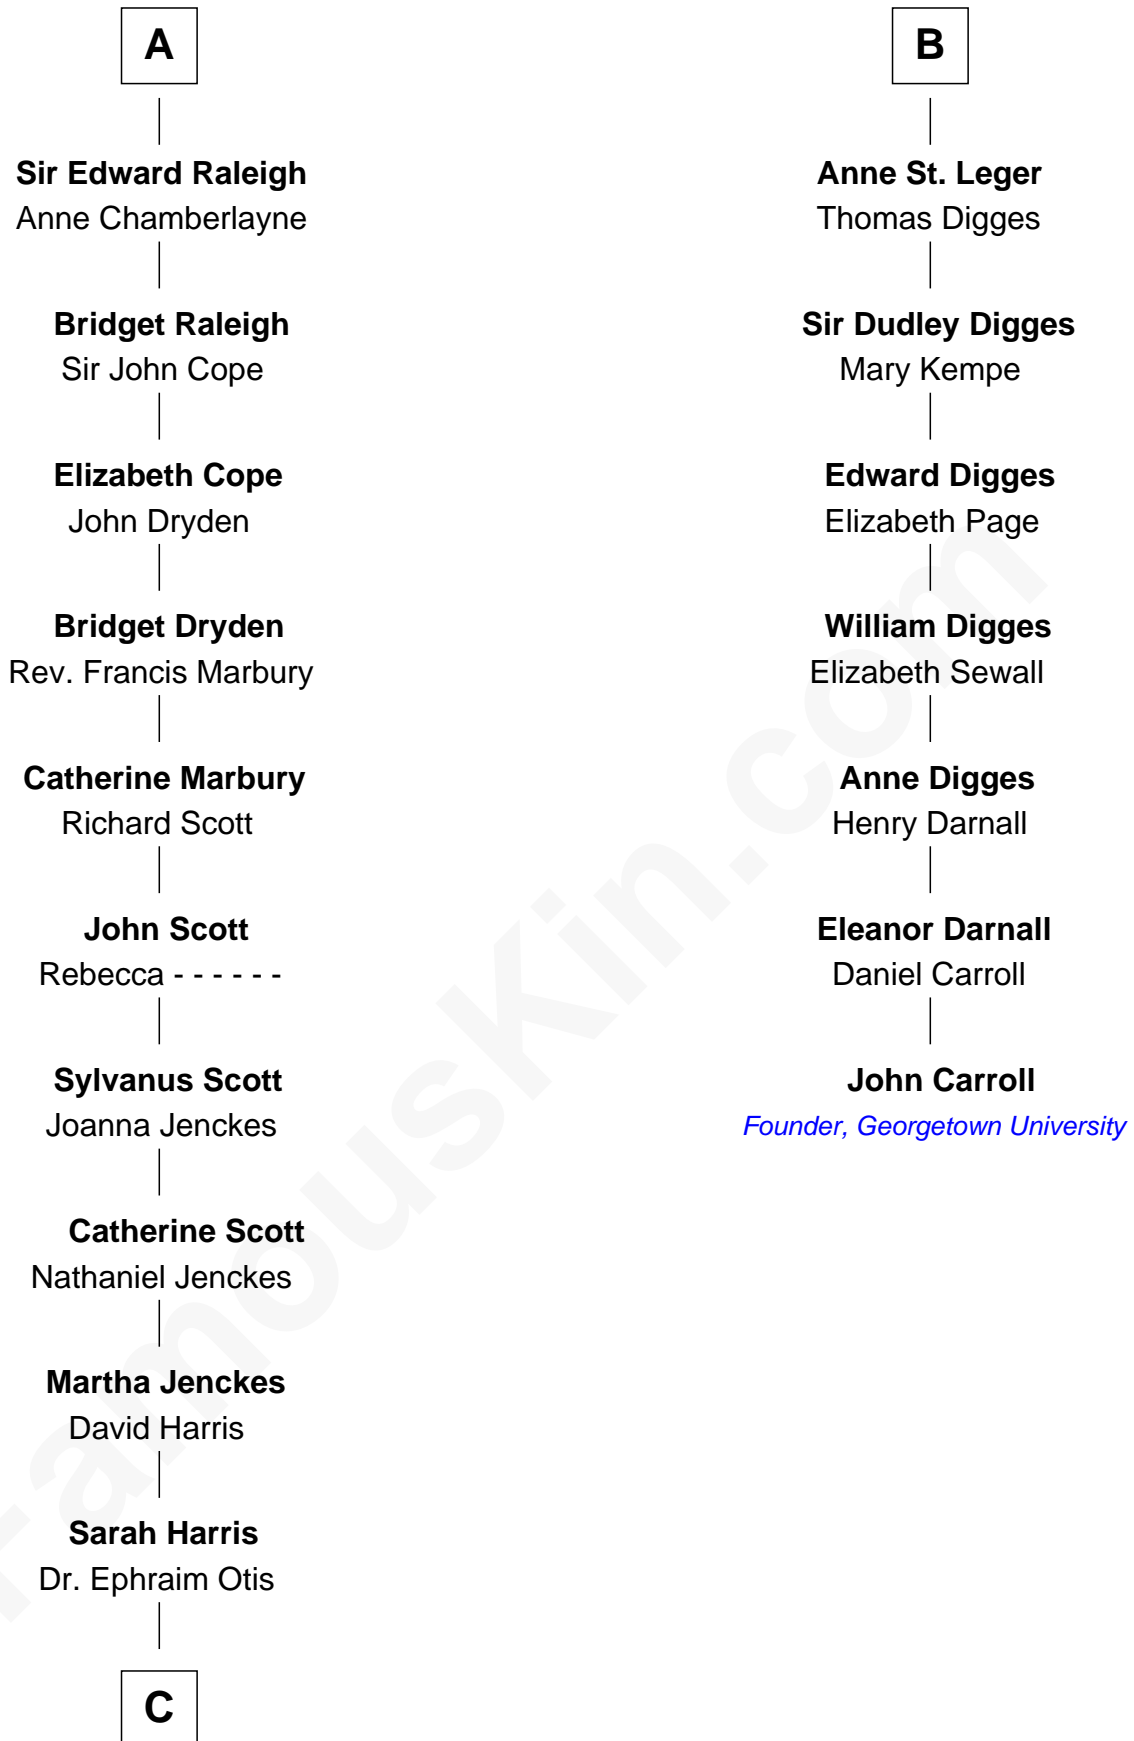 A
Sir Edward Raleigh
Anne Chamberlayne
Bridget Raleigh
Sir John Cope
Elizabeth Cope
John Dryden
Bridget Dryden
Rev. Francis Marbury
Catherine Marbury
Richard Scott
John Scott
Rebecca - - - - - -
Sylvanus Scott
Joanna Jenckes
Catherine Scott
Nathaniel Jenckes
Martha Jenckes
David Harris
Sarah Harris
Dr. Ephraim Otis
C
B
Anne St. Leger
Thomas Digges
Sir Dudley Digges
Mary Kempe
Edward Digges
Elizabeth Page
William Digges
Elizabeth Sewall
Anne Digges
Henry Darnall
Eleanor Darnall
Daniel Carroll
John Carroll
Founder, Georgetown University
FamousKin.com